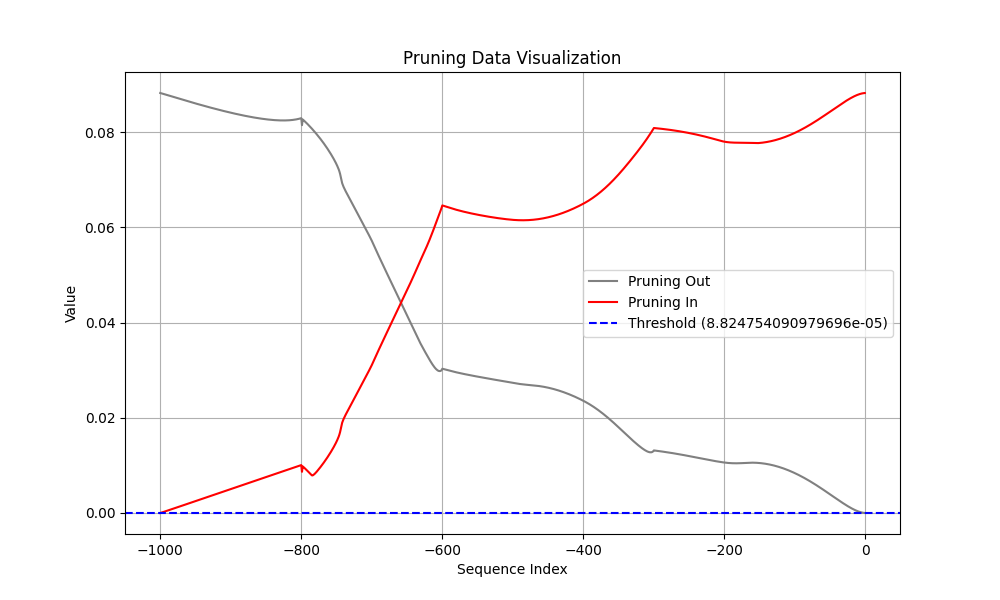 Pruning Data Visualization
Value
0.08
0.06
0.04
0.02
0.00
Pruning Out
Pruning In
Threshold (8.824754090979696e-05)
−1000
−800
−600
−400
−200
0
Sequence Index